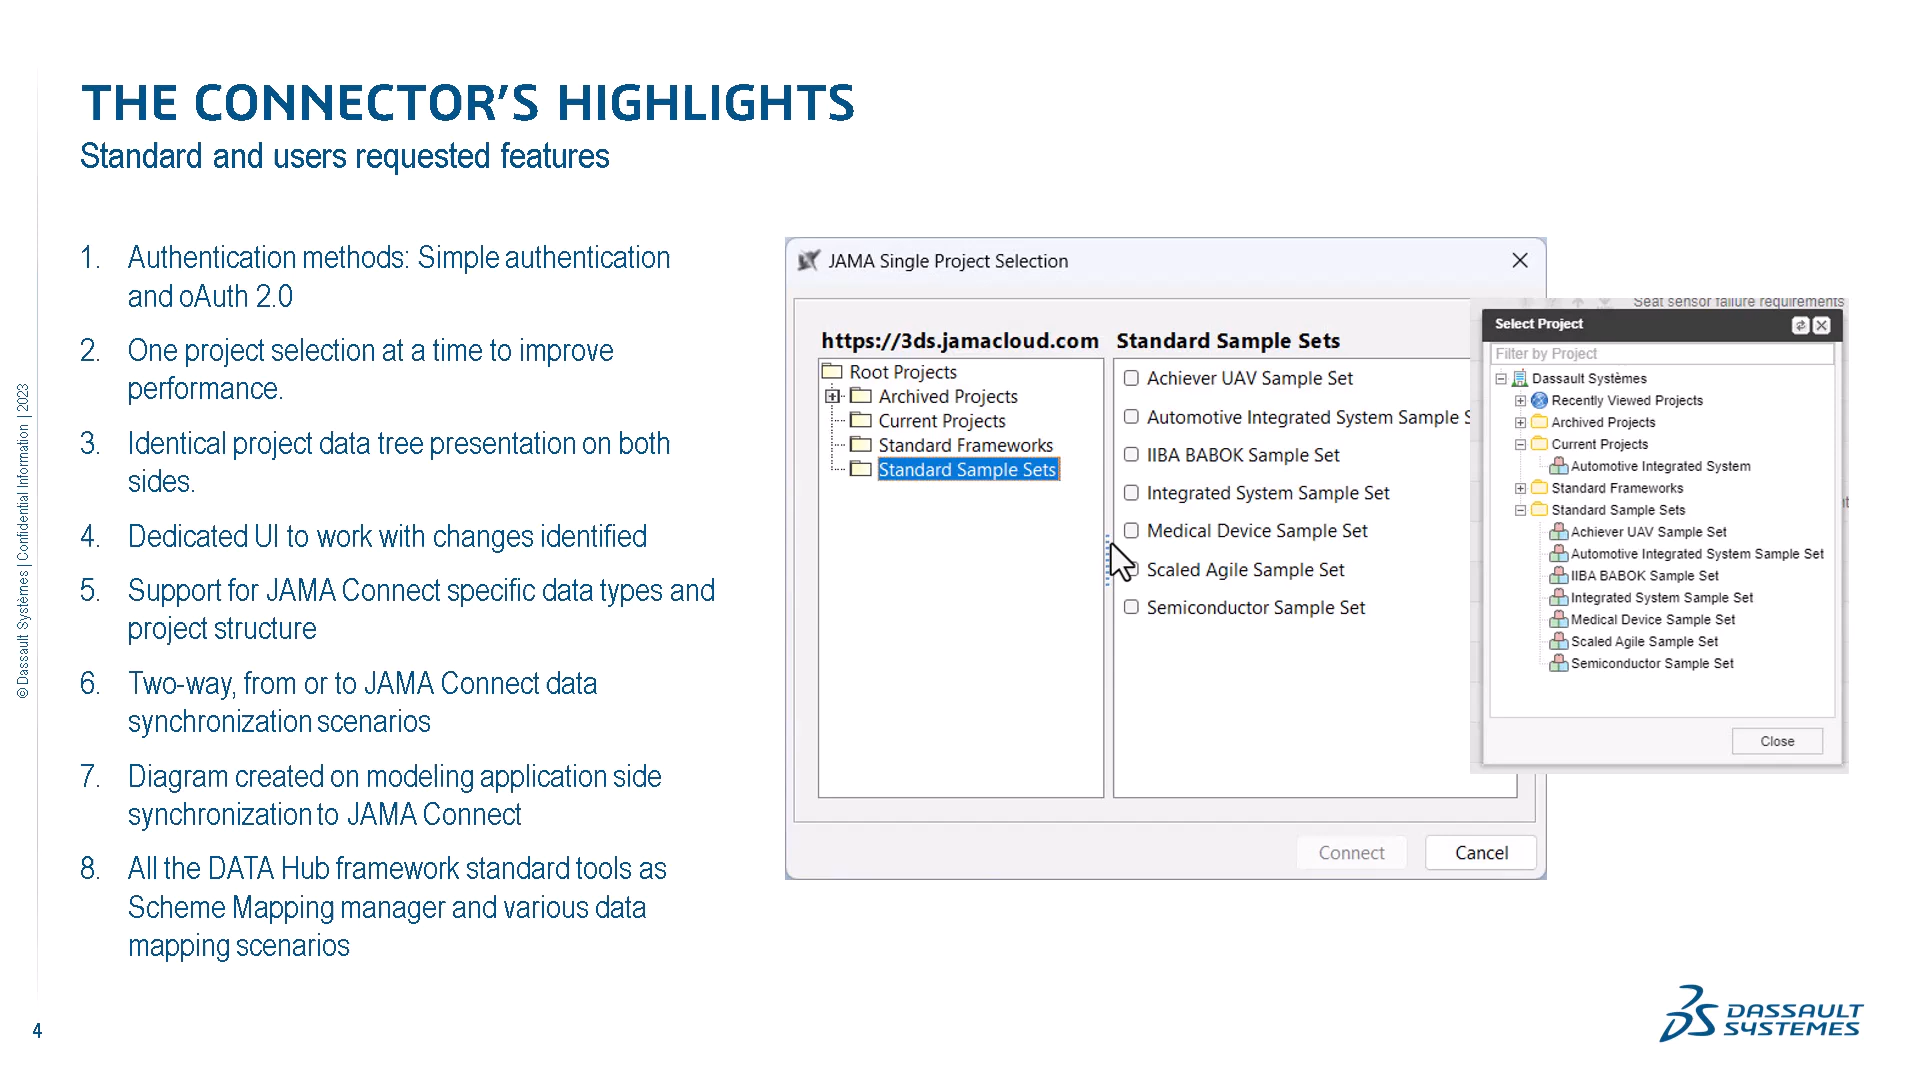 THE CONNECTOR'S HIGHLIGHTS
Standard and users requested features
1. Authentication methods: Simple authentication
and oAuth 2.0
2. One project selection at a time to improve
performance.
3. Identical project data tree presentation on both
sides.
4. Dedicated UI to work with changes identified
5. Support for JAMA Connect specific data types and
project structure
6. Two-way, from or to JAMA Connect data
synchronization scenarios
7. Diagram created on modeling application side
synchronization to JAMA Connect
8. All the DATA Hub framework standard tools as
Scheme Mapping manager and various data
mapping scenarios
JAMA Single Project Selection
https://3ds.jamacloud.com
Root Projects
Archived Projects
Current Projects
Standard Frameworks
Standard Sample Sets
Standard Sample Sets
Achiever UAV Sample Set
Automotive Integrated System Sample S
IIBA BABOK Sample Set
Integrated System Sample Set
Medical Device Sample Set
Scaled Agile Sample Set
Semiconductor Sample Set
Connect
Cancel
Seat sensor failure requirements
Select Project
Filter by Project
Dassault Systèmes
Recently Viewed Projects
Archived Projects
Current Projects
Automotive Integrated System
Standard Frameworks
Standard Sample Sets
Achiever UAV Sample Set
Automotive Integrated System Sample Set
IIBA BABOK Sample Set
Integrated System Sample Set
Medical Device Sample Set
Scaled Agile Sample Set
Semiconductor Sample Set
Close
© Dassault Systèmes | Confidential Information | 2023
4
DASSAULT
SYSTEMES